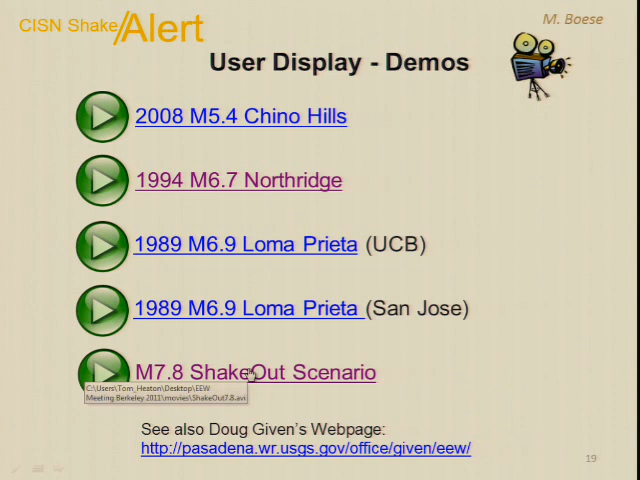 CISN Shake/Alert
M. Boese
User Display - Demos
2008 M5.4 Chino Hills
1994 M6.7 Northridge
1989 M6.9 Loma Prieta (UCB)
1989 M6.9 Loma Prieta (San Jose)
M7.8 ShakeOut Scenario
C:\Users\Tom_Heaton\Desktop\EEW
Meeting Berkeley 2011\movies\ShakeOut7.8.avi
See also Doug Given's Webpage:
http://pasadena.wr.usgs.gov/office/given/eew/
19